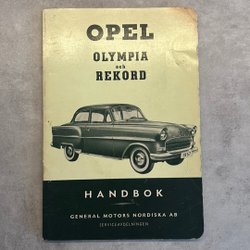 OPEL
OLYMPIA
och
REKORD
HANDBOK
GENERAL MOTORS NORDISKA AB
SERVICEAVDELNINGEN